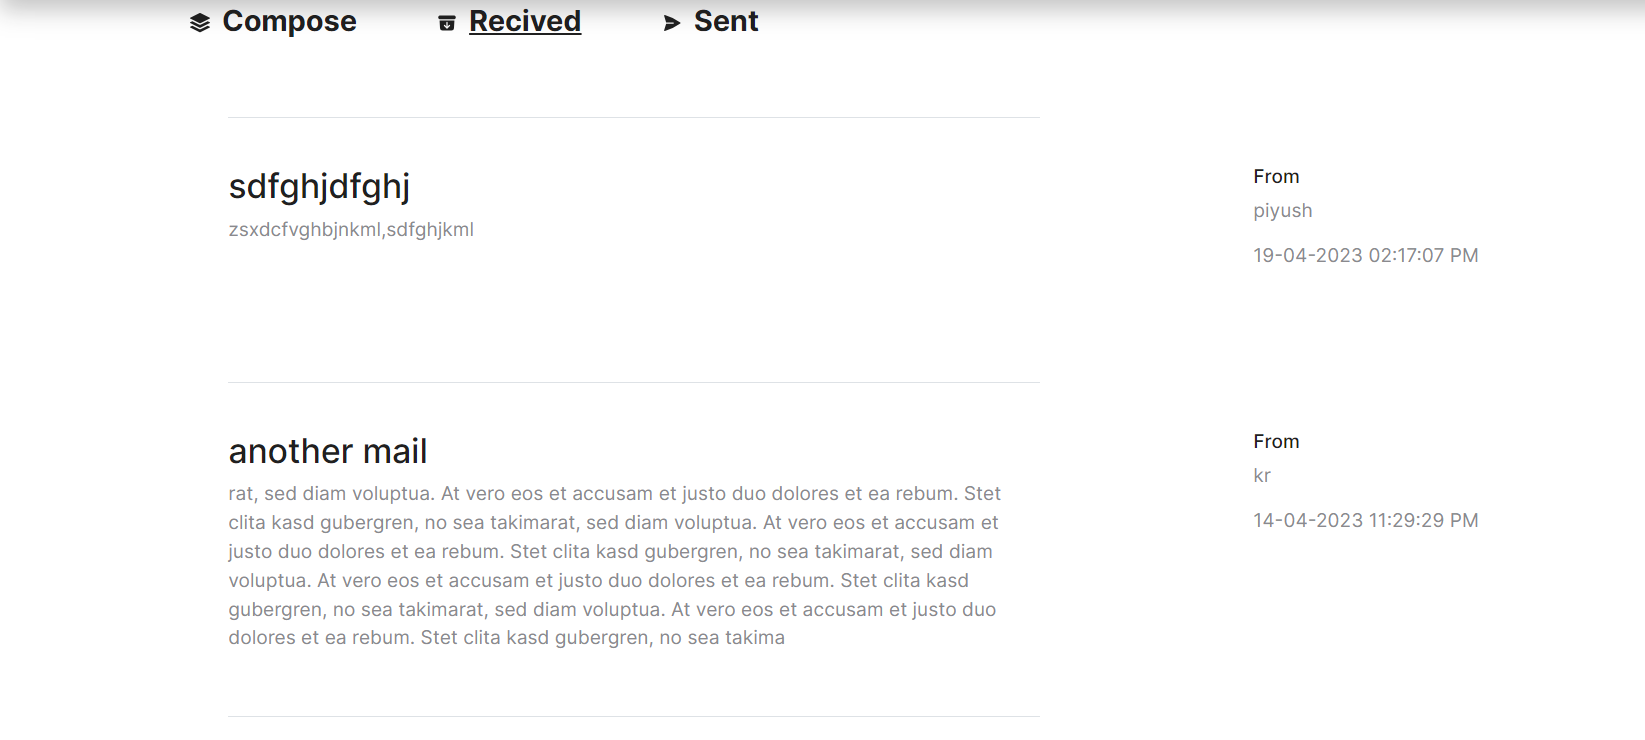 Compose Recived Sent
sdfghjdfghj
zsxdcfvghbjnkml,sdfghjkml
From
piyush
19-04-2023 02:17:07 PM
another mail
rat, sed diam voluptua. At vero eos et accusam et justo duo dolores et ea rebum. Stet
clita kasd gubergren, no sea takimarat, sed diam voluptua. At vero eos et accusam et
justo duo dolores et ea rebum. Stet clita kasd gubergren, no sea takimarat, sed diam
voluptua. At vero eos et accusam et justo duo dolores et ea rebum. Stet clita kasd
gubergren, no sea takimarat, sed diam voluptua. At vero eos et accusam et justo duo
dolores et ea rebum. Stet clita kasd gubergren, no sea takima
From
kr
14-04-2023 11:29:29 PM